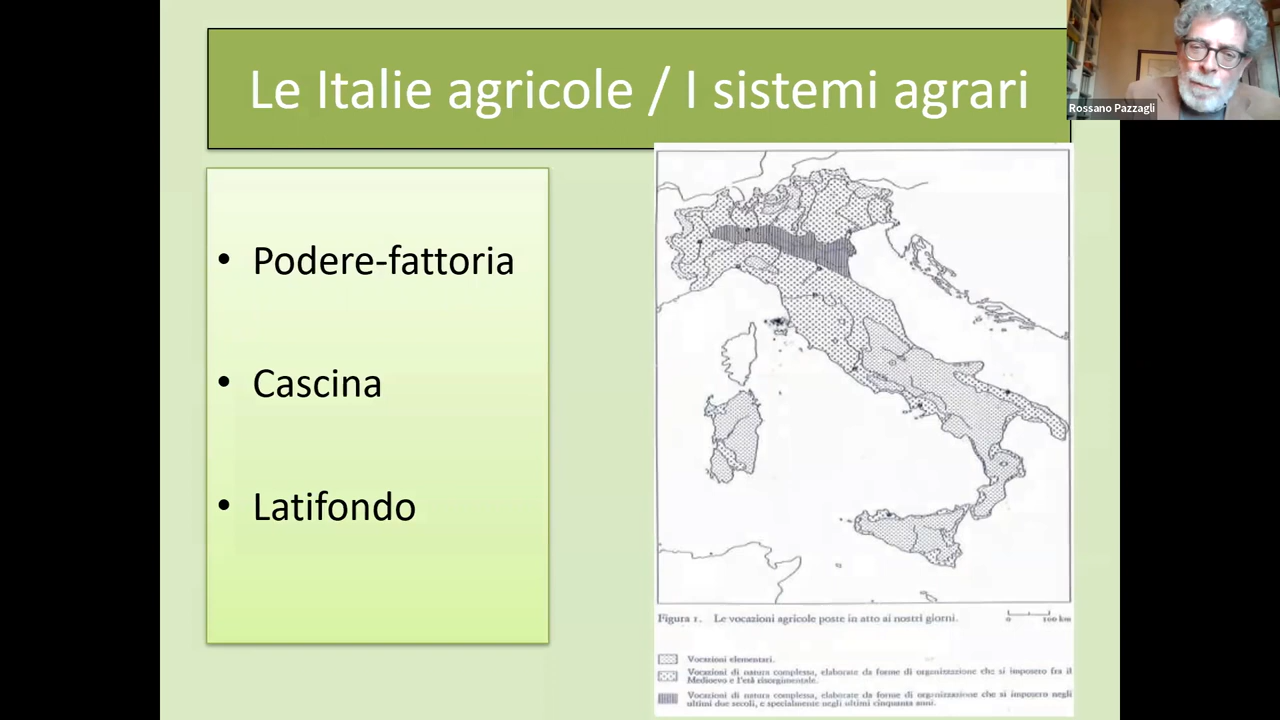 Le Italie agricole / I sistemi agrari
Rossano Pazzagli
• Podere-fattoria
• Cascina
• Latifondo
Figura 1. Le vocazioni agricole poste in atto ai nostri giorni.
0 100 km
Vocazioni elementari.
Vocazioni di natura complessa, elaborate da forme di organizzazione che si imposero fra il
Medioevo e l'età risorgimentale.
Vocazioni di natura complessa, elaborate da forme di organizzazione che si imposero negli
ultimi due secoli, e specialmente negli ultimi cinquanta anni.